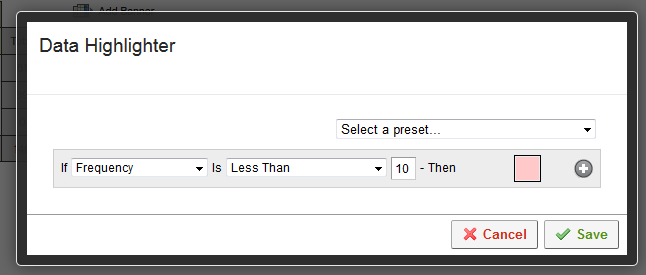 Add Banner
Data Highlighter
Select a preset...
If Frequency Is Less Than 10 - Then
Cancel Save